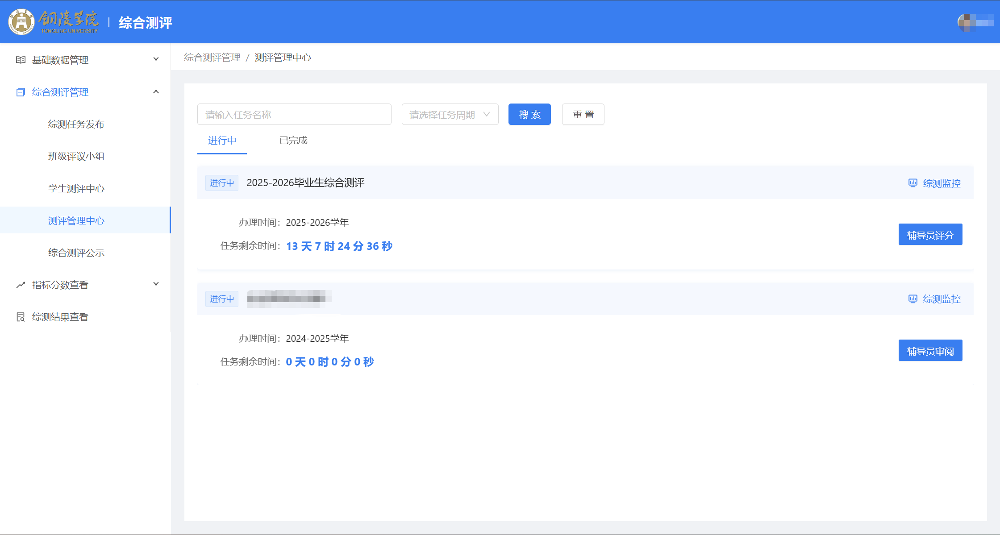 铜陵学院
TONGLING UNIVERSITY
综合测评
基础数据管理
综合测评管理
综测任务发布
班级评议小组
学生测评中心
测评管理中心
综合测评公示
指标分数查看
综测结果查看
综合测评管理 / 测评管理中心
请输入任务名称 请选择任务周期 搜 索 重 置
进行中 已完成
进行中 2025-2026毕业生综合测评 综测监控
办理时间： 2025-2026学年
任务剩余时间： 13 天 7 时 24 分 36 秒
辅导员评分
进行中 综测监控
办理时间： 2024-2025学年
任务剩余时间： 0 天 0 时 0 分 0 秒
辅导员审阅